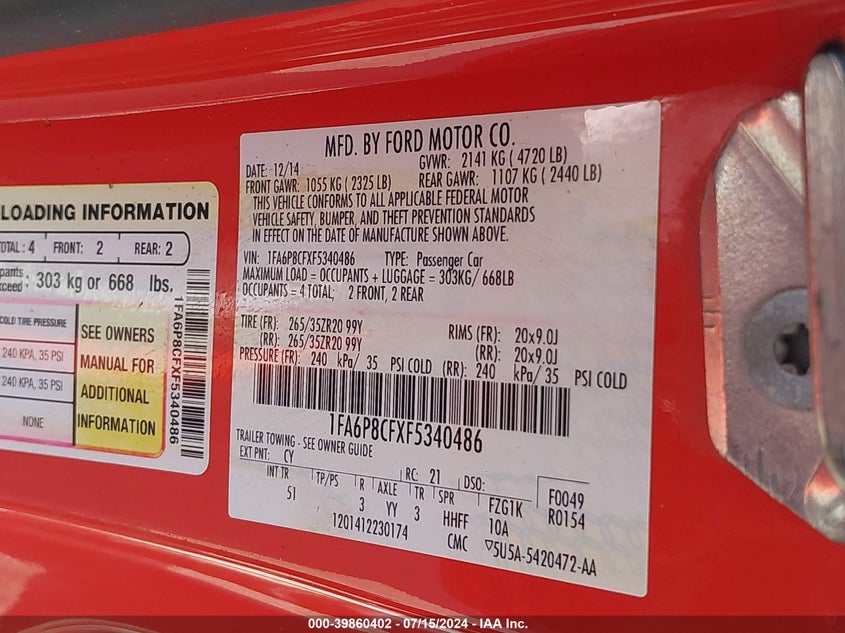 LOADING INFORMATION
TOTAL: 4 FRONT: 2 REAR: 2
303 kg or 668 lbs.
COLD TIRE PRESSURE
240 KPA, 35 PSI
240 KPA, 35 PSI
NONE
SEE OWNERS
MANUAL FOR
ADDITIONAL
INFORMATION
1FA6P8CFXF5340486
MFD. BY FORD MOTOR CO.
DATE: 12/14 GVWR: 2141 KG ( 4720 LB)
FRONT GAWR: 1055 KG ( 2325 LB) REAR GAWR: 1107 KG ( 2440 LB)
THIS VEHICLE CONFORMS TO ALL APPLICABLE FEDERAL MOTOR
VEHICLE SAFETY, BUMPER, AND THEFT PREVENTION STANDARDS
IN EFFECT ON THE DATE OF MANUFACTURE SHOWN ABOVE.
VIN: 1FA6P8CFXF5340486 TYPE: Passenger Car
MAXIMUM LOAD = OCCUPANTS + LUGGAGE = 303KG/ 668LB
OCCUPANTS = 4 TOTAL; 2 FRONT, 2 REAR
TIRE (FR): 265/35ZR20 99Y RIMS (FR): 20x9.0J
(RR): 265/35ZR20 99Y (RR): 20x9.0J
PRESSURE (FR): 240 kPa/ 35 PSI COLD (RR): 240 kPa/ 35 PSI COLD
1FA6P8CFXF5340486
TRAILER TOWING - SEE OWNER GUIDE
EXT PNT: CY RC: 21 DSO:
INT TR TP/PS R AXLE TR SPR FZG1K F0049
51 3 YY 3 HHFF 10A R0154
1201412230174 CMC ▽5U5A-5420472-AA
000-39860402 - 07/15/2024 - IAA Inc.